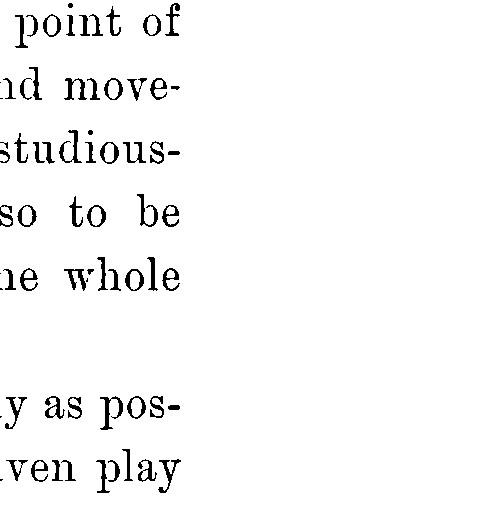 point of
nd move-
studious-
so to be
ne whole
y as pos-
ven play